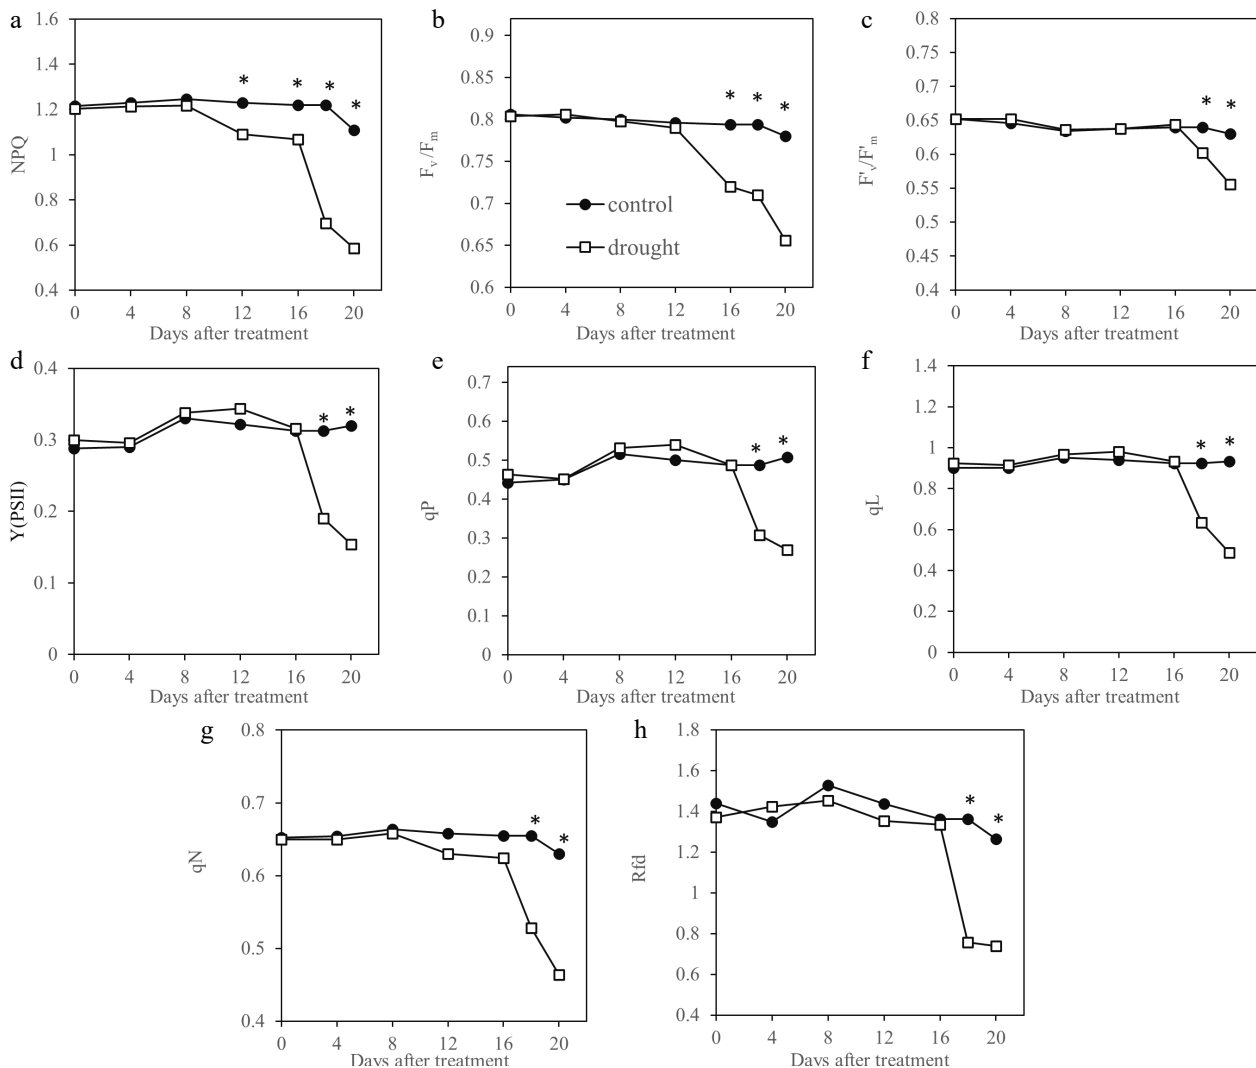 a
1.6
1.4
1.2
1
0.8
0.6
0.4
NPQ
* * * *
0 4 8 12 16 20
Days after treatment
b
0.9
0.85
0.8
0.75
0.7
0.65
0.6
Fv/Fm
* * *
control
drought
0 4 8 12 16 20
Days after treatment
c
0.8
0.75
0.7
0.65
0.6
0.55
0.5
0.45
0.4
F'v/F'm
* *
0 4 8 12 16 20
Days after treatment
d
0.4
0.3
0.2
0.1
0
Y(PSII)
* *
0 4 8 12 16 20
Days after treatment
e
0.7
0.6
0.5
0.4
0.3
0.2
0.1
0
qP
* *
0 4 8 12 16 20
Days after treatment
f
1.4
1.2
1
0.8
0.6
0.4
0.2
0
qL
* *
0 4 8 12 16 20
Days after treatment
g
0.8
0.7
0.6
0.5
0.4
qN
* *
0 4 8 12 16 20
Days after treatment
h
1.8
1.6
1.4
1.2
1
0.8
0.6
0.4
Rfd
* *
0 4 8 12 16 20
Days after treatment